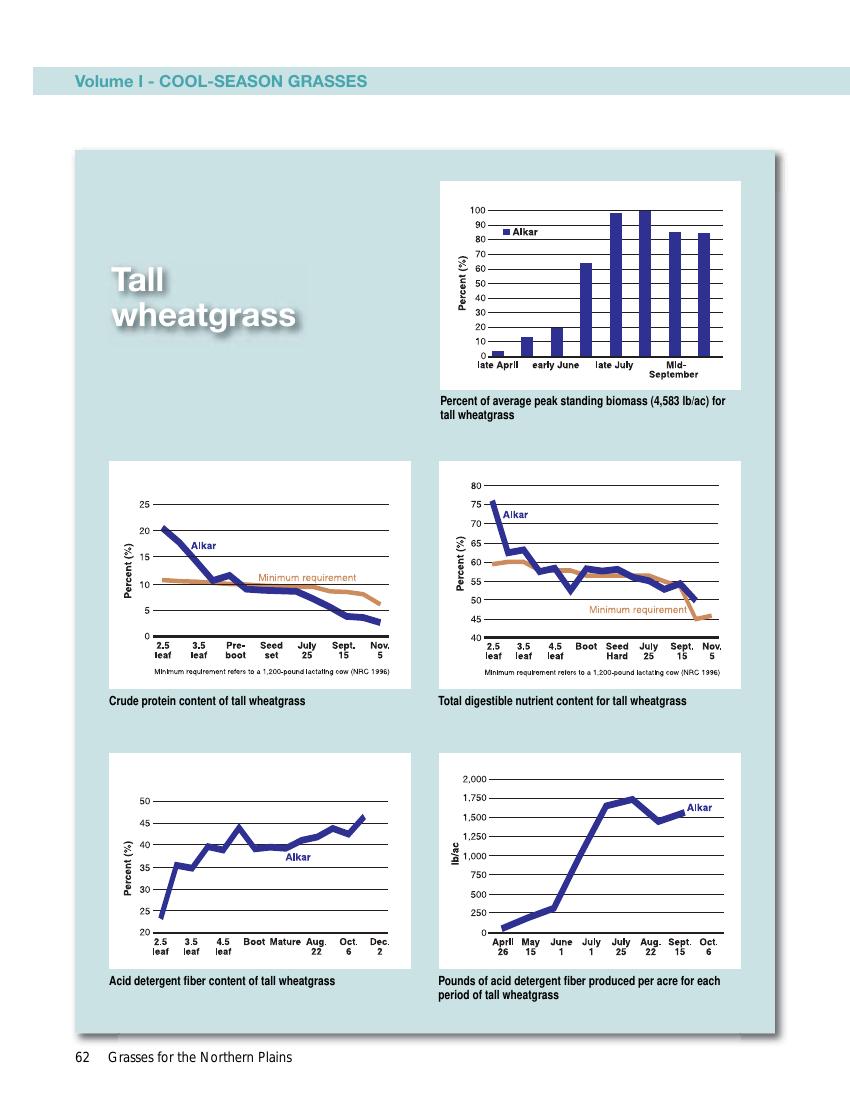 Volume I - COOL-SEASON GRASSES
Tall
wheatgrass
100
90
80
70
60
50
40
30
20
10
0
Percent (%)
Alkar
late April early June late July Mid-
September
Percent of average peak standing biomass (4,583 lb/ac) for
tall wheatgrass
25
20
15
10
5
0
Percent (%)
Alkar
Minimum requirement
2.5 3.5 Pre- Seed July Sept. Nov.
leaf leaf boot set 25 15 5
Minimum requirement refers to a 1,200-pound lactating cow (NRC 1996)
Crude protein content of tall wheatgrass
80
75
70
65
60
55
50
45
40
Percent (%)
Alkar
Minimum requirement
2.5 3.5 4.5 Boot Seed July Sept. Nov.
leaf leaf leaf Hard 25 15 5
Minimum requirement refers to a 1,200-pound lactating cow (NRC 1996)
Total digestible nutrient content for tall wheatgrass
50
45
40
35
30
25
20
Percent (%)
Alkar
2.5 3.5 4.5 Boot Mature Aug. Oct. Dec.
leaf leaf leaf 22 6 2
Acid detergent fiber content of tall wheatgrass
2,000
1,750
1,500
1,250
1,000
750
500
250
0
lb/ac
Alkar
April May June July July Aug. Sept. Oct.
26 15 1 1 25 22 15 6
Pounds of acid detergent fiber produced per acre for each
period of tall wheatgrass
62 Grasses for the Northern Plains